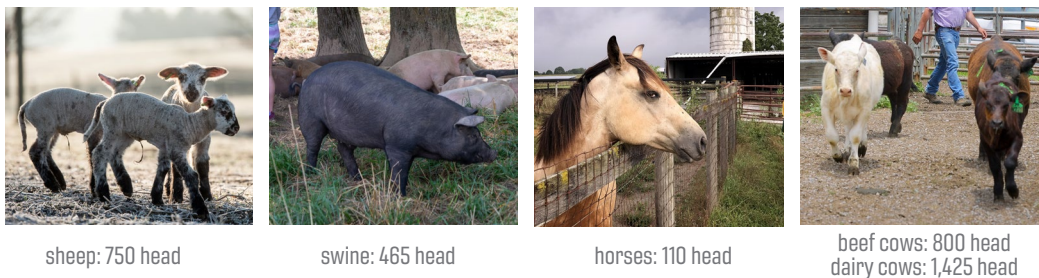 sheep: 750 head
swine: 465 head
horses: 110 head
beef cows: 800 head
dairy cows: 1,425 head